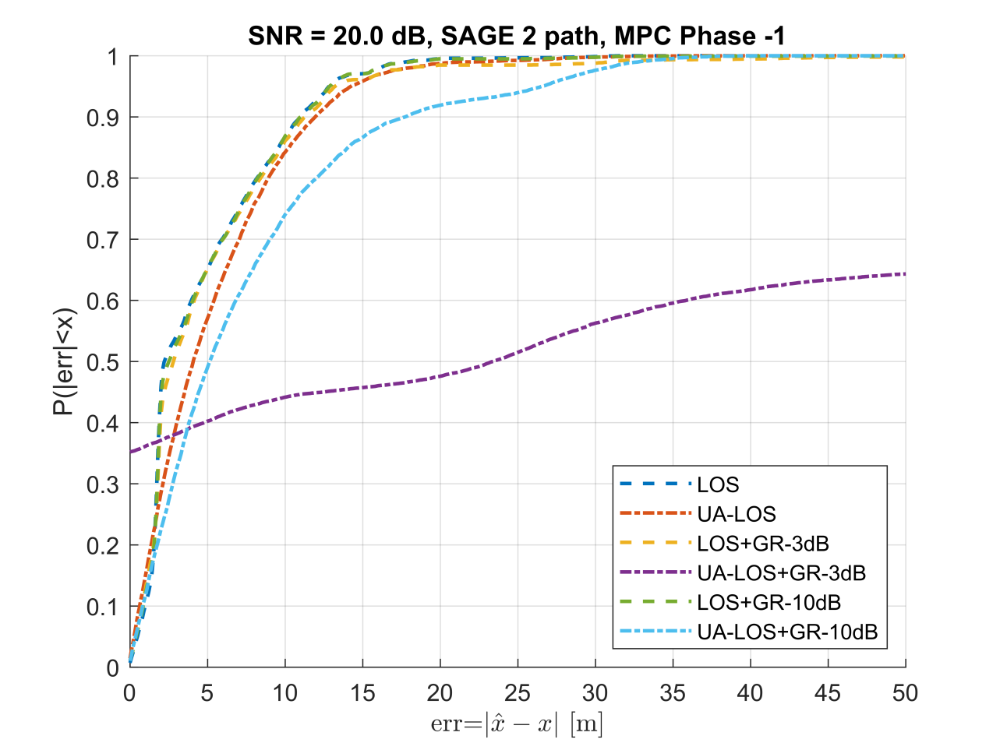 SNR = 20.0 dB, SAGE 2 path, MPC Phase -1
1
0.9
0.8
0.7
0.6
0.5
0.4
0.3
0.2
0.1
0
P(|err|<x)
LOS
UA-LOS
LOS+GR-3dB
UA-LOS+GR-3dB
LOS+GR-10dB
UA-LOS+GR-10dB
0 5 10 15 20 25 30 35 40 45 50
err=|x̂ − x| [m]